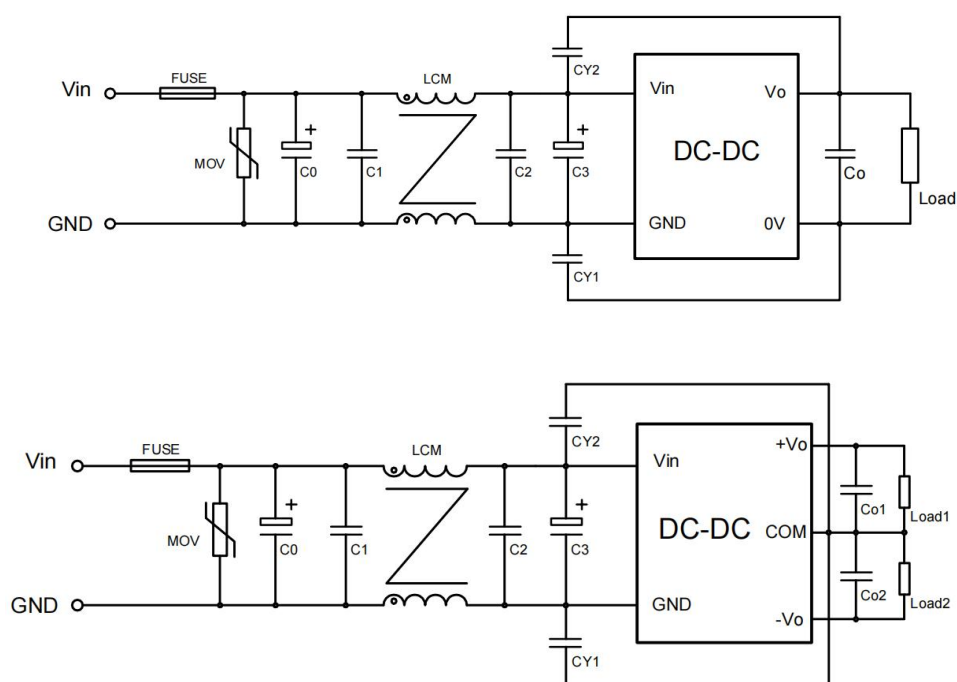 CY2
FUSE
LCM
Vin
Vin
Vo
MOV
+
C0
C1
C2
+
C3
DC-DC
Co
Load
GND
GND
0V
CY1
CY2
+Vo
FUSE
LCM
Vin
Vin
MOV
+
C0
C1
C2
+
C3
DC-DC
COM
Co1
Load1
GND
GND
Co2
Load2
-Vo
CY1